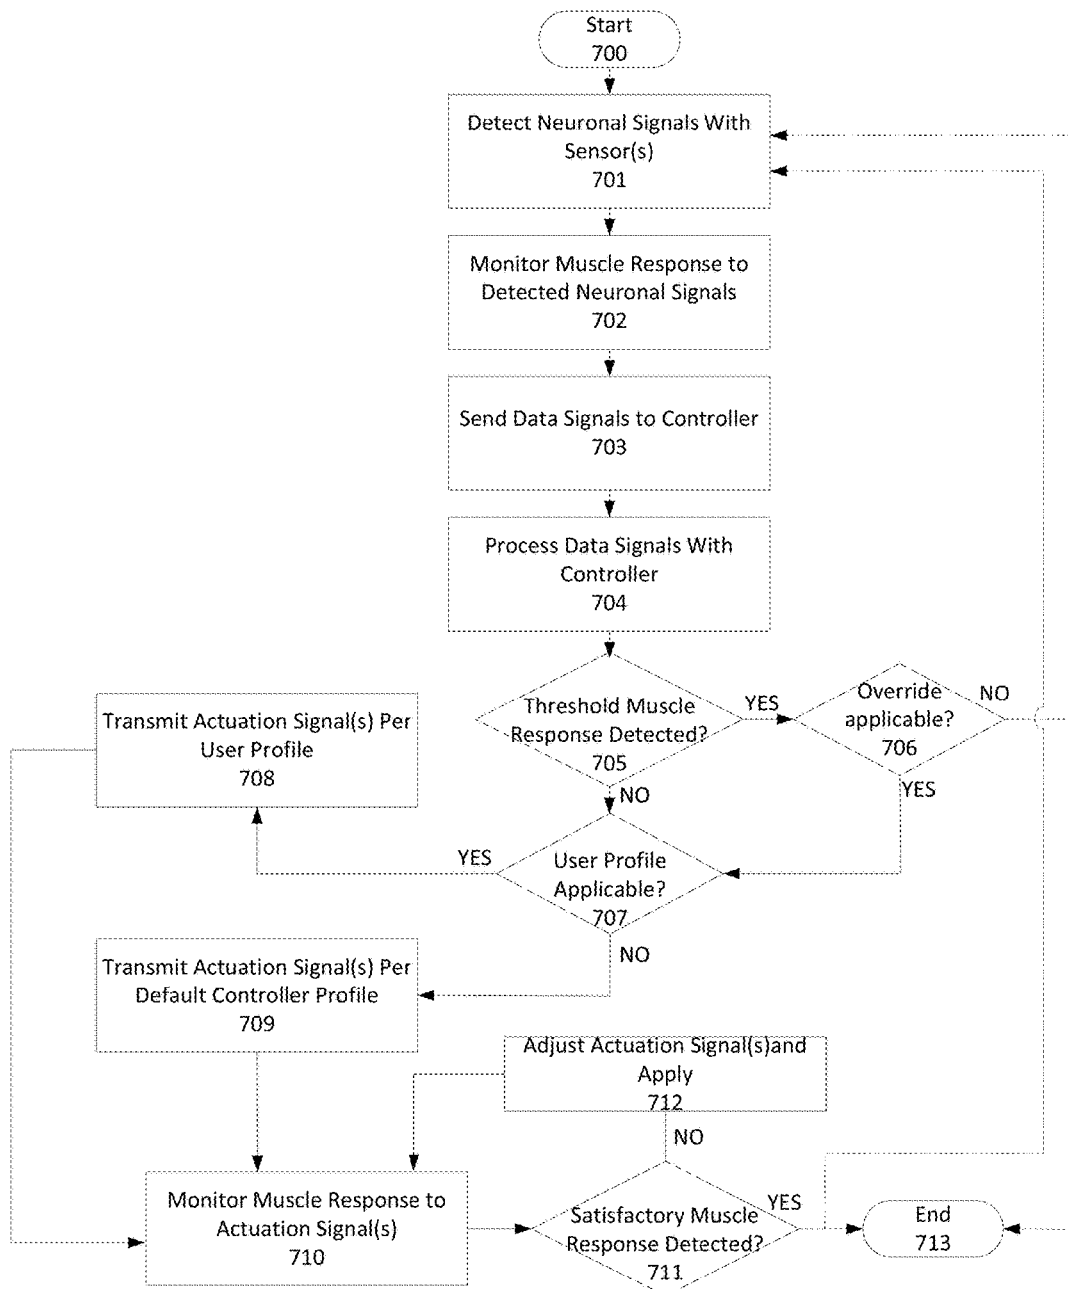 Start
700
Detect Neuronal Signals With
Sensor(s)
701
Monitor Muscle Response to
Detected Neuronal Signals
702
Send Data Signals to Controller
703
Process Data Signals With
Controller
704
Threshold Muscle
Response Detected?
705
YES
Override
applicable?
706
NO
YES
NO
User Profile
Applicable?
707
YES
NO
Transmit Actuation Signal(s) Per
User Profile
708
Transmit Actuation Signal(s) Per
Default Controller Profile
709
Adjust Actuation Signal(s)and
Apply
712
NO
Monitor Muscle Response to
Actuation Signal(s)
710
Satisfactory Muscle
Response Detected?
711
YES
End
713